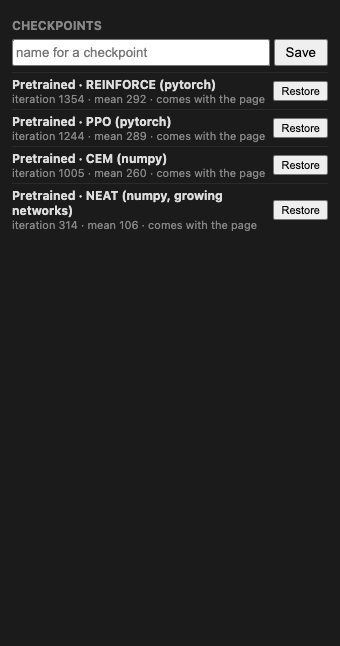 CHECKPOINTS
name for a checkpoint Save
Pretrained · REINFORCE (pytorch)
iteration 1354 · mean 292 · comes with the page
Restore
Pretrained · PPO (pytorch)
iteration 1244 · mean 289 · comes with the page
Restore
Pretrained · CEM (numpy)
iteration 1005 · mean 260 · comes with the page
Restore
Pretrained · NEAT (numpy, growing
networks)
iteration 314 · mean 106 · comes with the page
Restore